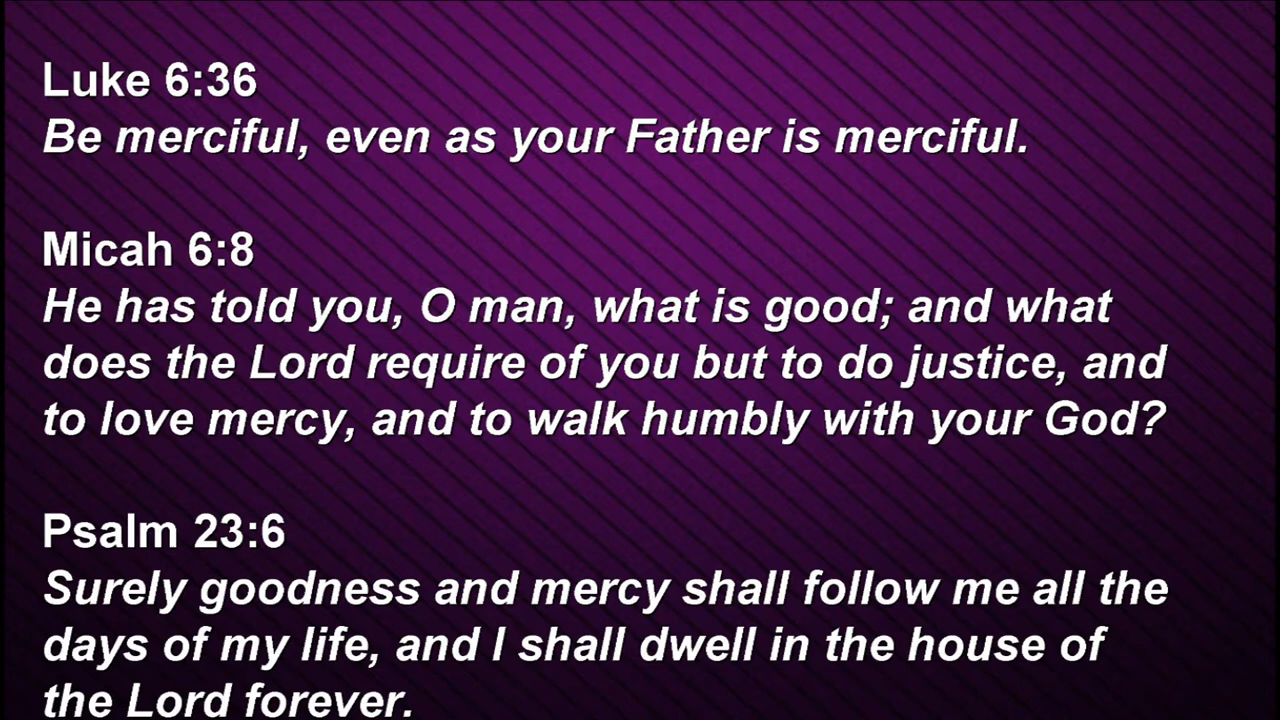 Luke 6:36
Be merciful, even as your Father is merciful.
Micah 6:8
He has told you, O man, what is good; and what
does the Lord require of you but to do justice, and
to love mercy, and to walk humbly with your God?
Psalm 23:6
Surely goodness and mercy shall follow me all the
days of my life, and I shall dwell in the house of
the Lord forever.